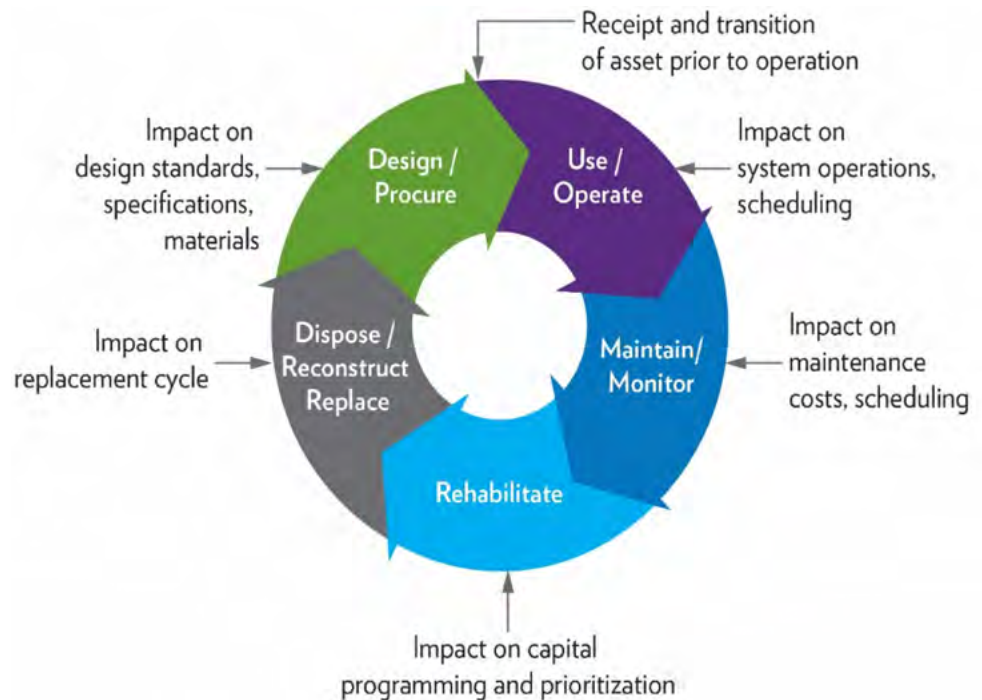 Receipt and transition
of asset prior to operation
Impact on
design standards,
specifications,
materials
Design /
Procure
Use /
Operate
Impact on
system operations,
scheduling
Impact on
replacement cycle
Dispose /
Reconstruct
Replace
Maintain/
Monitor
Impact on
maintenance
costs, scheduling
Rehabilitate
Impact on capital
programming and prioritization